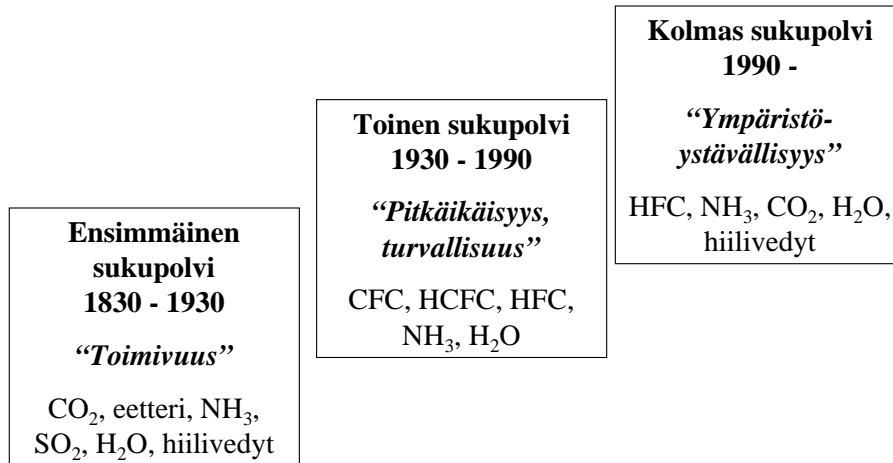 Ensimmäinen
sukupolvi
1830 - 1930
“Toimivuus”
CO₂, eetteri, NH₃,
SO₂, H₂O, hiilivedyt
Toinen sukupolvi
1930 - 1990
“Pitkäikäisyys,
turvallisuus”
CFC, HCFC, HFC,
NH₃, H₂O
Kolmas sukupolvi
1990 -
“Ympäristö-
ystävällisyys”
HFC, NH₃, CO₂, H₂O,
hiilivedyt